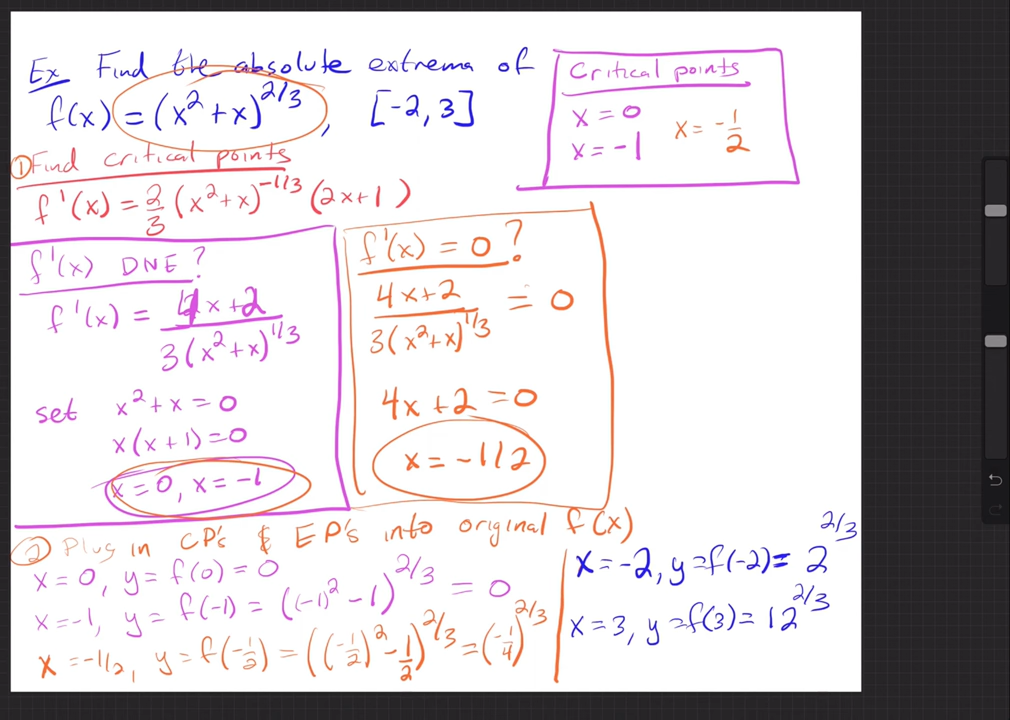 Ex Find the absolute extrema of
f(x) = (x² + x)^2/3, [-2, 3]
Critical points
x = 0
x = -1
x = -1/2
① Find critical points
f'(x) = 2/3 (x²+x)^-1/3 (2x+1)
f'(x) DNE?
f'(x) = 4x+2 / 3(x²+x)^1/3
set x²+x=0
x(x+1)=0
x=0, x=-1
f'(x) = 0?
4x+2 / 3(x²+x)^1/3 = 0
4x+2=0
x=-1/2
② Plug in CP's & EP's into original f(x)
x=0, y=f(0)=0
x=-1, y=f(-1)=((-1)²-1)^2/3=0
x=-1/2, y=f(-1/2)=((-1/2)²-1/2)^2/3=(-1/4)^2/3
x=-2, y=f(-2)=2^2/3
x=3, y=f(3)=12^2/3